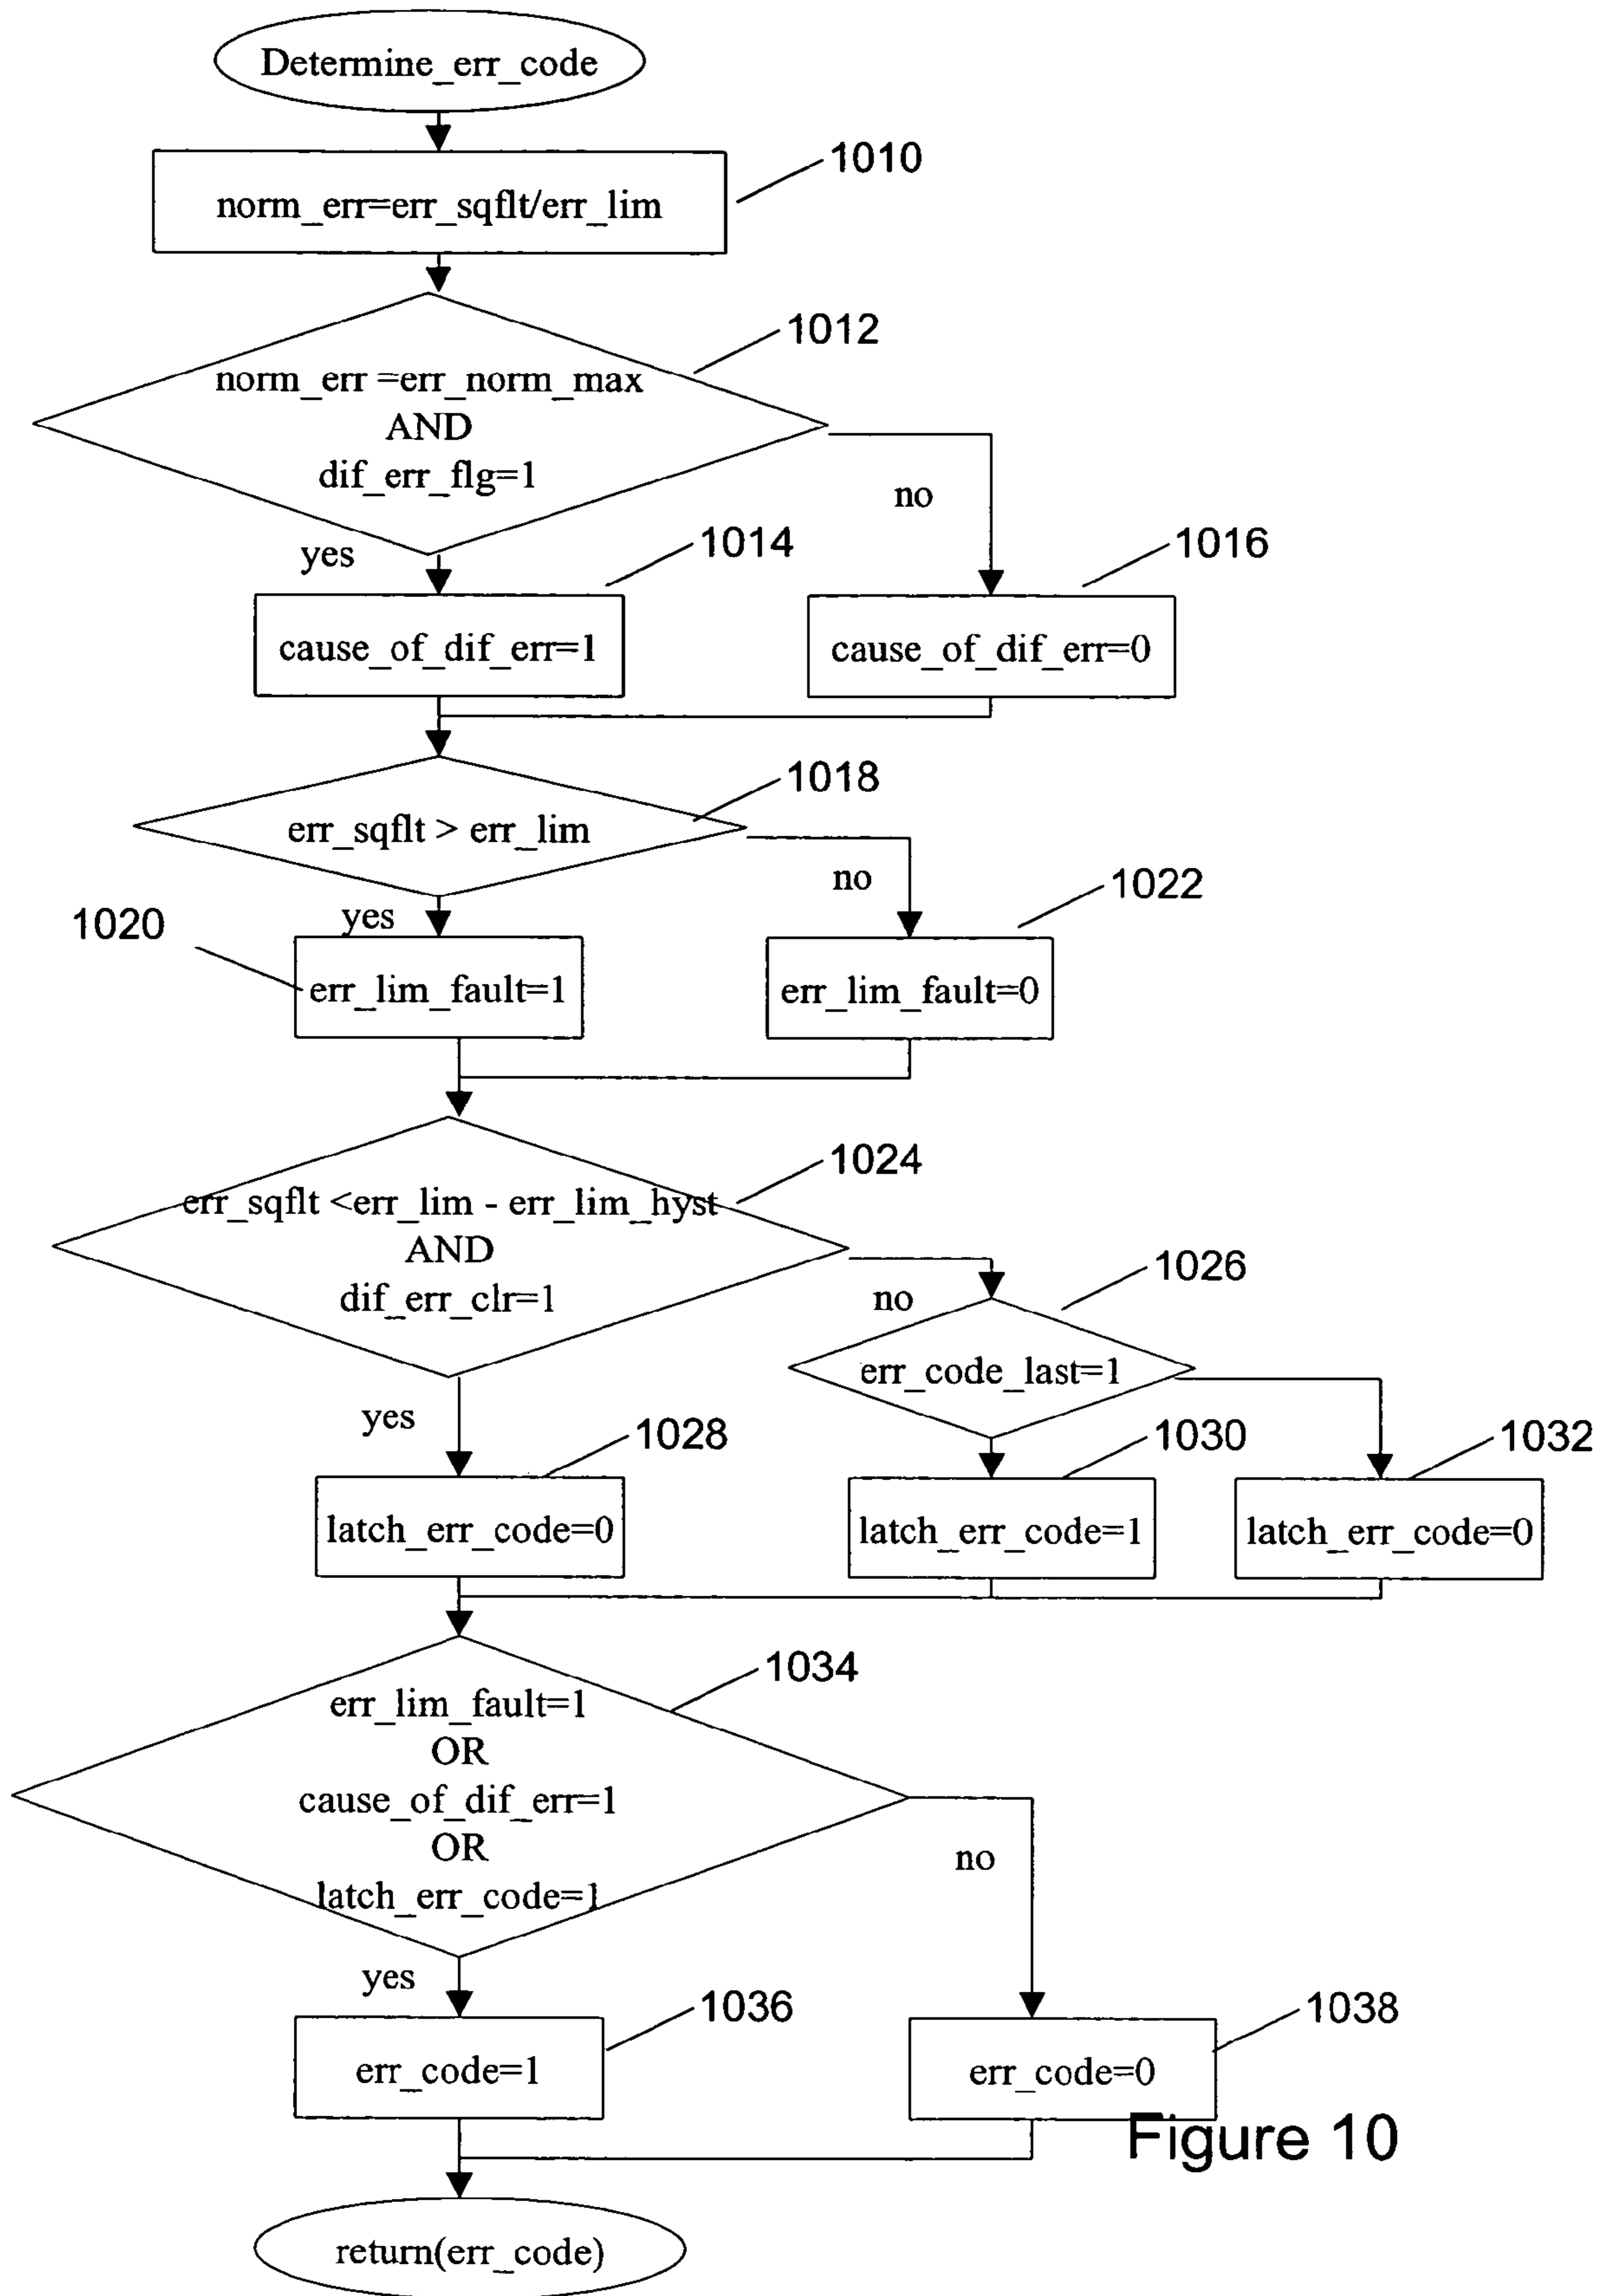 Determine_err_code
1010
norm_err=err_sqflt/err_lim
1012
norm_err =err_norm_max
AND
dif_err_flg=1
no
yes
1014
1016
cause_of_dif_err=1
cause_of_dif_err=0
1018
err_sqflt > err_lim
no
1022
yes
1020
err_lim_fault=1
err_lim_fault=0
1024
err_sqflt <err_lim - err_lim_hyst
AND
dif_err_clr=1
1026
no
err_code_last=1
yes
1028
1030
1032
latch_err_code=0
latch_err_code=1
latch_err_code=0
1034
err_lim_fault=1
OR
cause_of_dif_err=1
OR
latch_err_code=1
no
yes
1036
1038
err_code=1
err_code=0
Figure 10
return(err_code)